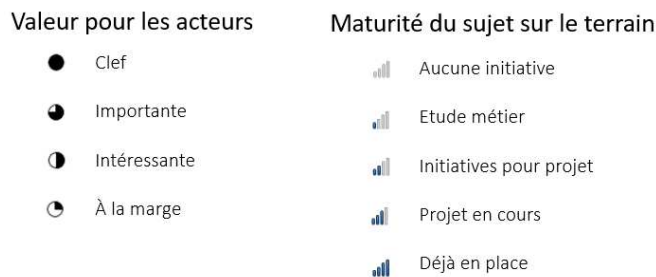 Valeur pour les acteurs
Clef
Importante
Intéressante
À la marge
Maturité du sujet sur le terrain
Aucune initiative
Etude métier
Initiatives pour projet
Projet en cours
Déjà en place